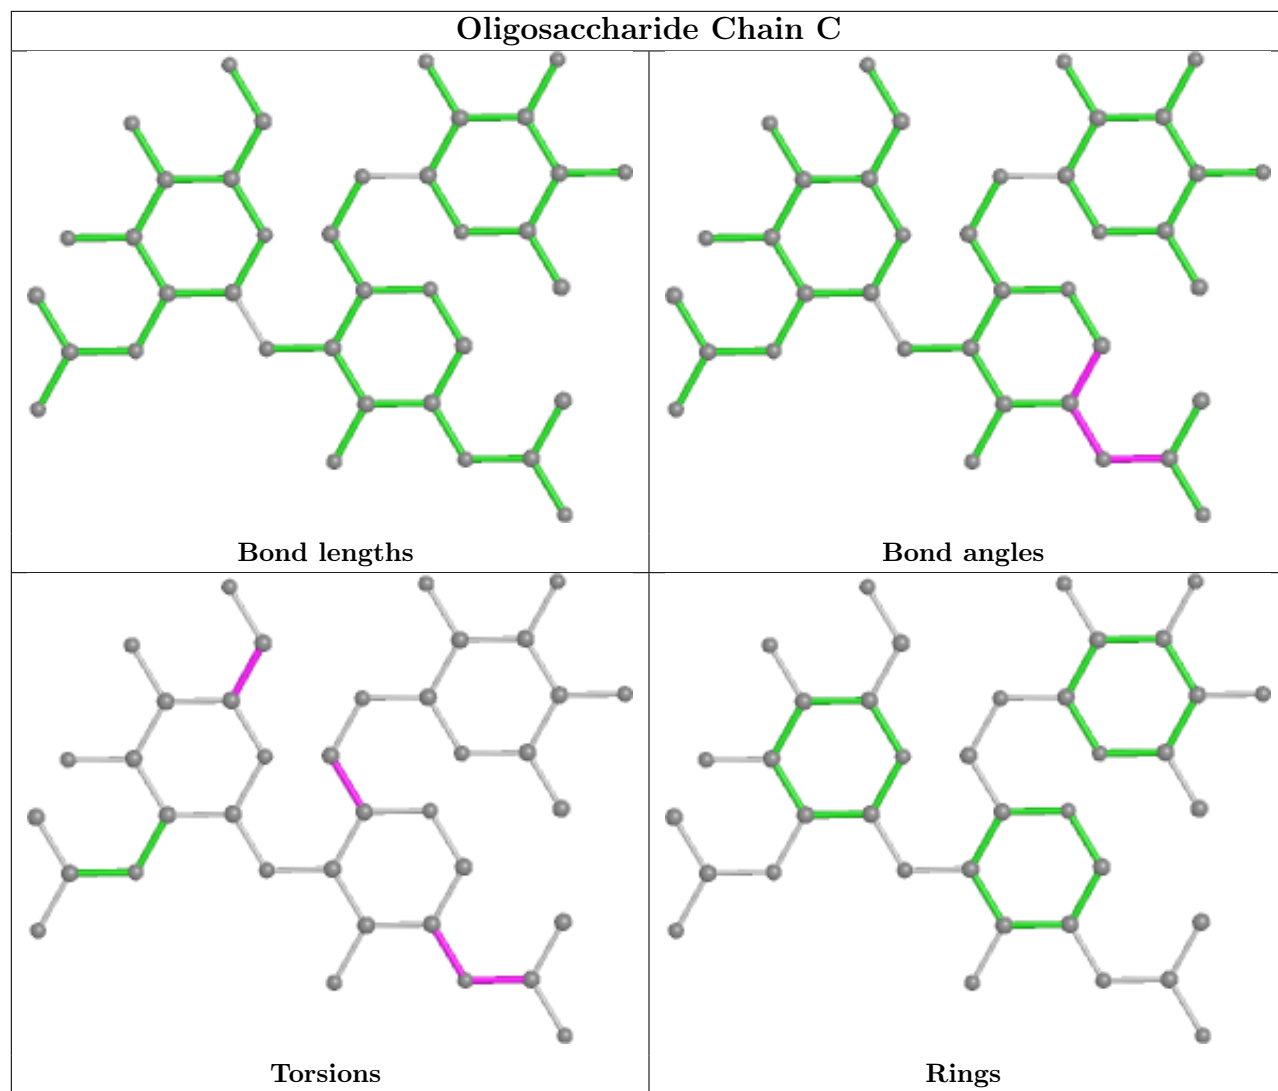 Oligosaccharide Chain C
Bond lengths
Bond angles
Torsions
Rings